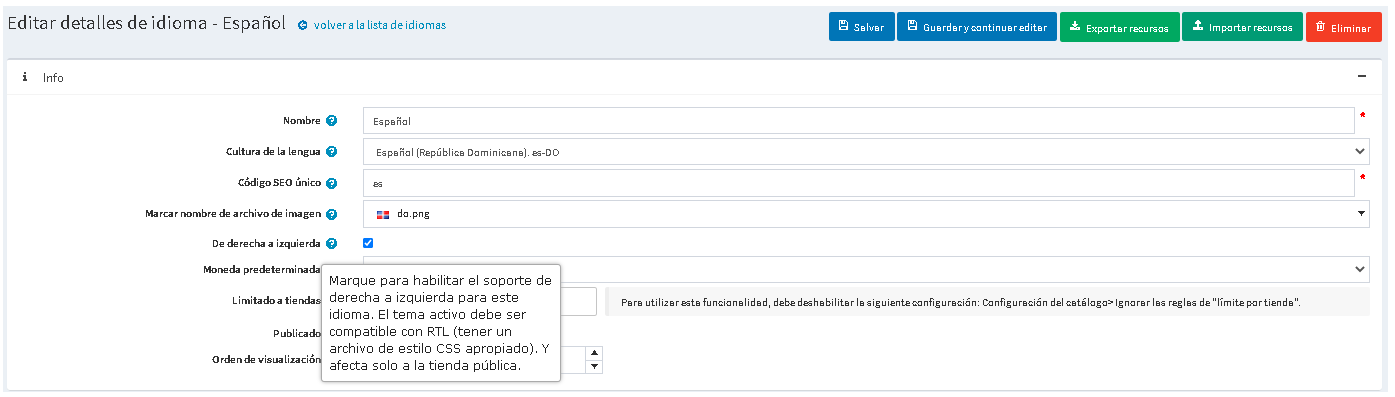 Editar detalles de idioma - Español volver a la lista de idiomas
Salvar Guardar y continuar editar Exportar recursos Importar recursos Eliminar
Info
Nombre Español *
Cultura de la lengua Español (República Dominicana). es-DO
Código SEO único es *
Marcar nombre de archivo de imagen do.png
De derecha a izquierda
Moneda predeterminada
Limitado a tiendas Para utilizar esta funcionalidad, debe deshabilitar la siguiente configuración: Configuración del catálogo> Ignorar las reglas de "límite por tienda".
Publicado
Orden de visualización
Marque para habilitar el soporte de
derecha a izquierda para este
idioma. El tema activo debe ser
compatible con RTL (tener un
archivo de estilo CSS apropiado). Y
afecta solo a la tienda pública.